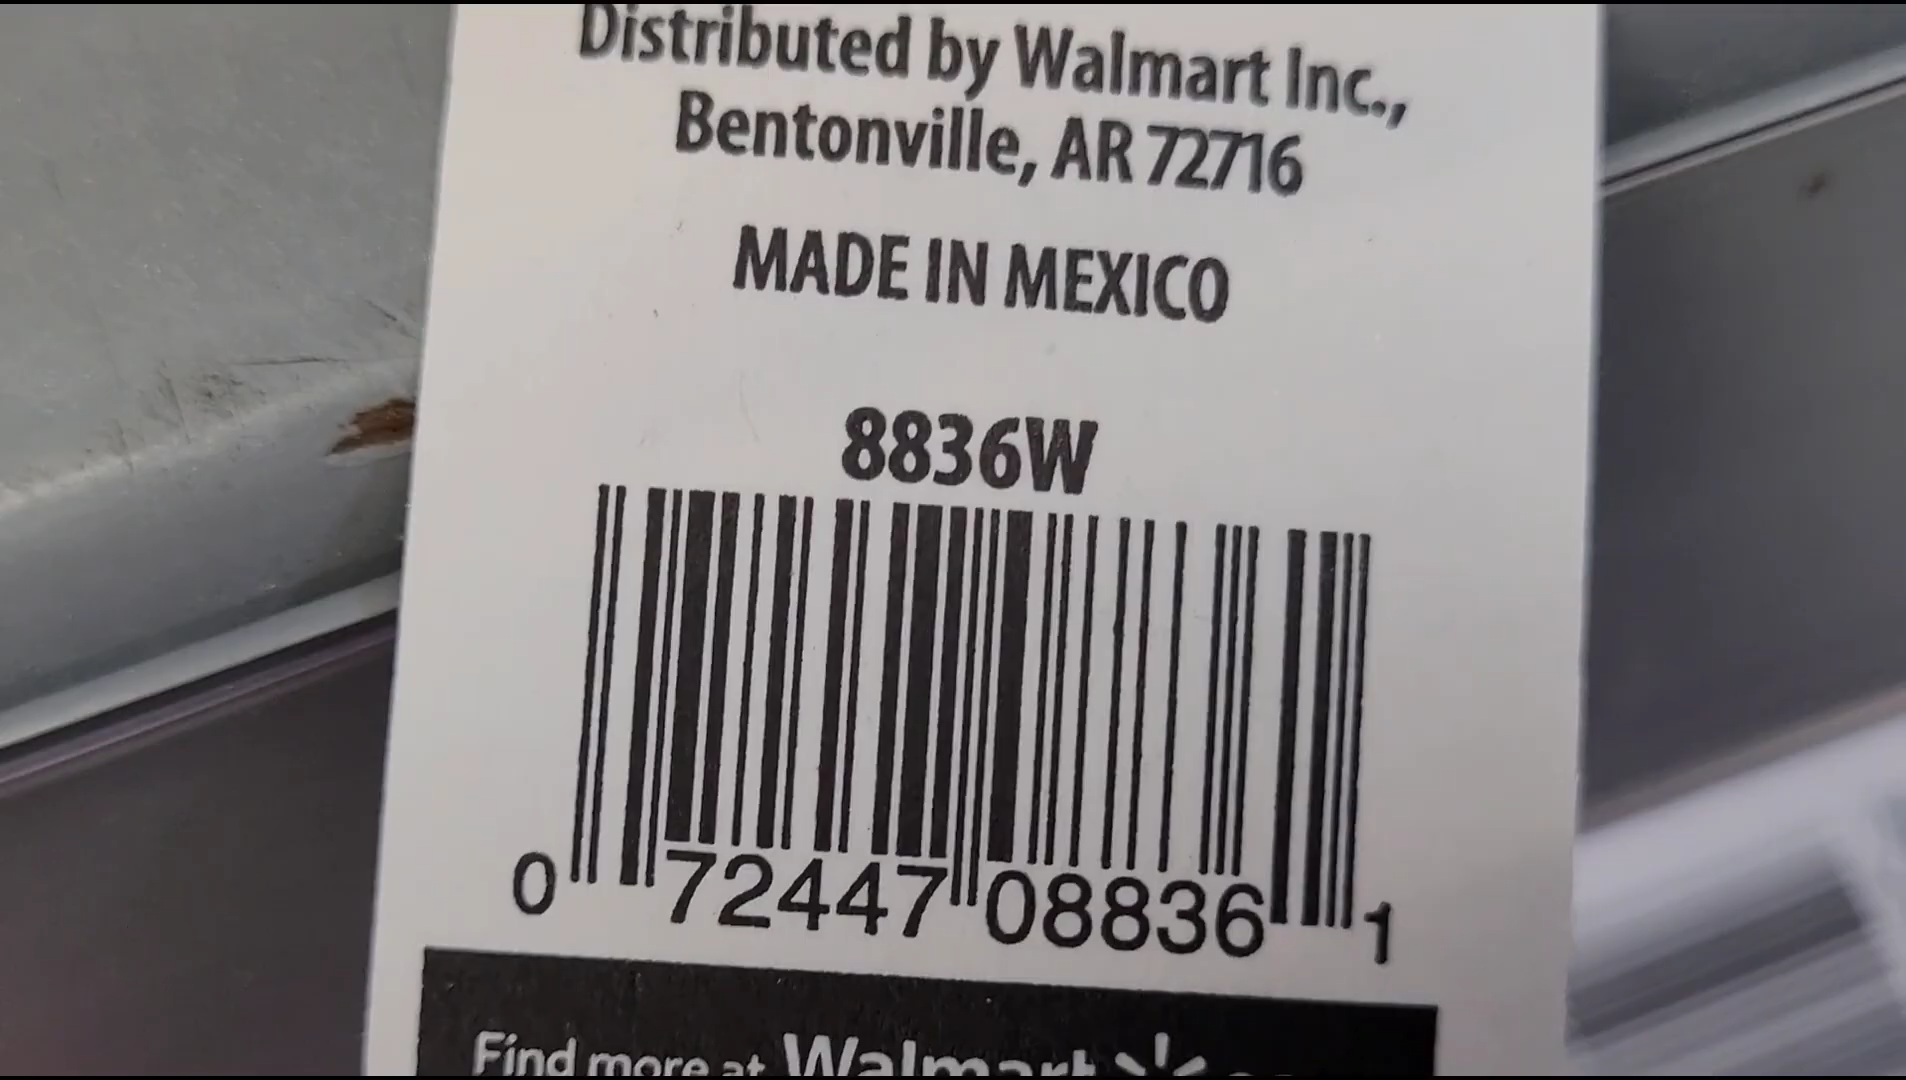 Distributed by Walmart Inc.,
Bentonville, AR 72716
MADE IN MEXICO
8836W
0 72447 08836 1
Find more at Walmart